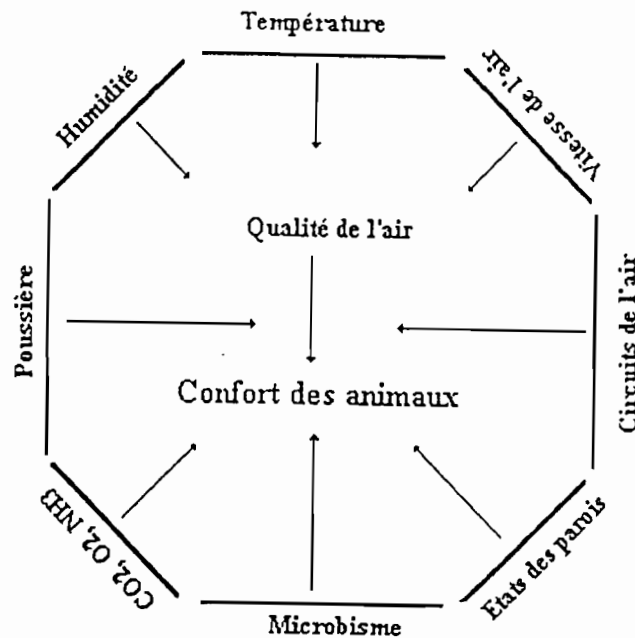 Température
Humidité
Vitesse de l'air
Qualité de l'air
Poussière
Circuits de l'air
Confort des animaux
CO2, O2, NH3
Etats des parois
Microbisme